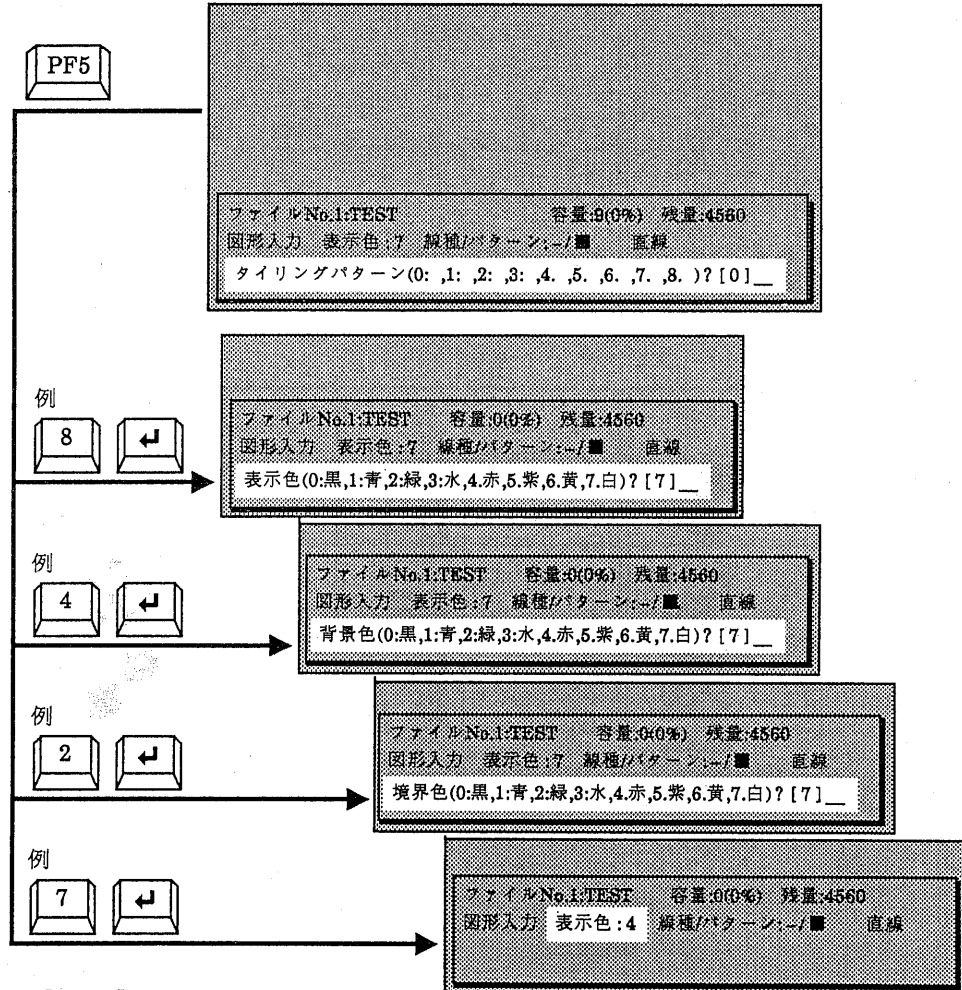 PF5
ファイルNo.1:TEST 容量:9(0%) 残量:4560
図形入力 表示色:7 線種/パターン:-/■ 直線
タイリングパターン(0: ,1: ,2: ,3: ,4. ,5. ,6. ,7. ,8. )?[0]__
例
8 ↵
ファイルNo.1:TEST 容量:0(0%) 残量:4560
図形入力 表示色:7 線種/パターン:-/■ 直線
表示色(0:黒,1:青,2:緑,3:水,4.赤,5.紫,6.黄,7.白)?[7]__
例
4 ↵
ファイルNo.1:TEST 容量:0(0%) 残量:4560
図形入力 表示色:7 線種/パターン:-/■ 直線
背景色(0:黒,1:青,2:緑,3:水,4.赤,5.紫,6.黄,7.白)?[7]__
例
2 ↵
ファイルNo.1:TEST 容量:0(0%) 残量:4560
図形入力 表示色:7 線種/パターン:-/■ 直線
境界色(0:黒,1:青,2:緑,3:水,4.赤,5.紫,6.黄,7.白)?[7]__
例
7 ↵
ファイルNo.1:TEST 容量:0(0%) 残量:4560
図形入力 表示色:4 線種/パターン:-/■ 直線